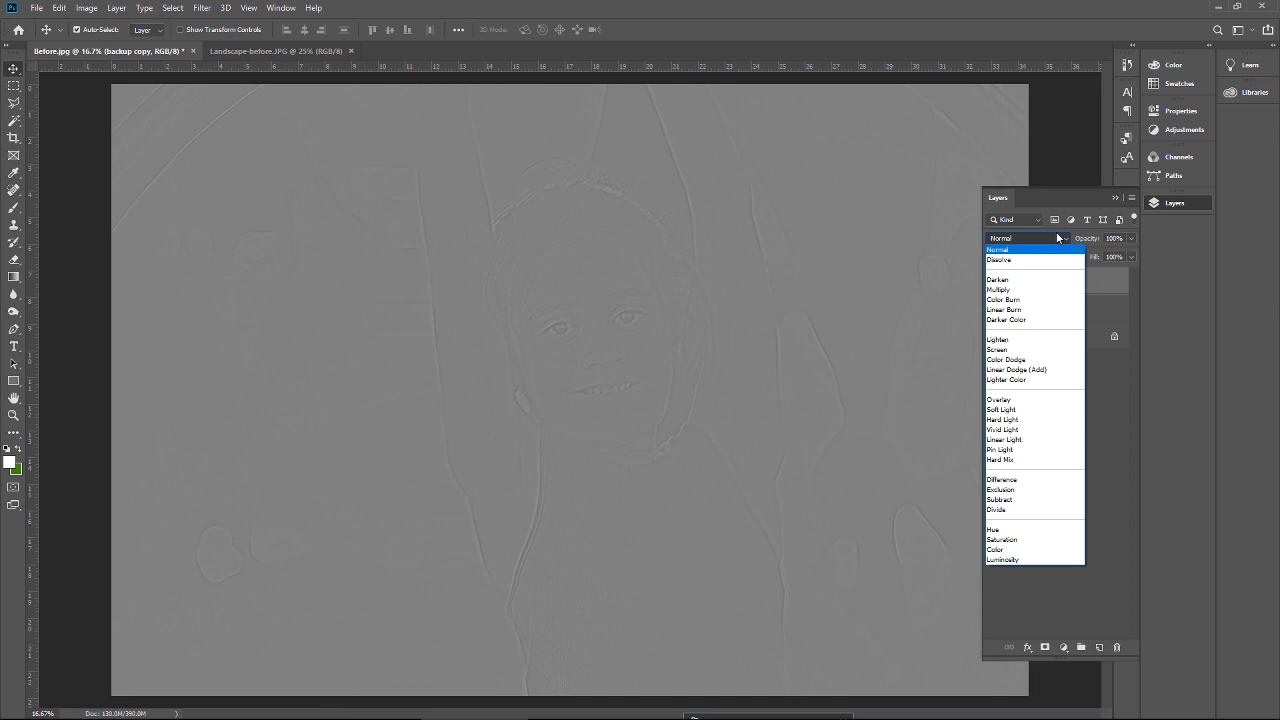 Ps File Edit Image Layer Type Select Filter 3D View Window Help
Auto-Select: Layer Show Transform Controls 3D Mode:
Before.jpg @ 16.7% (backup copy, RGB/8) * × Landscape-before.JPG @ 25% (RGB/8) ×
Color
Swatches
Properties
Adjustments
Channels
Paths
Layers
Learn
Libraries
Layers
Kind
Normal Opacity: 100%
Fill: 100%
Normal
Dissolve
Darken
Multiply
Color Burn
Linear Burn
Darker Color
Lighten
Screen
Color Dodge
Linear Dodge (Add)
Lighter Color
Overlay
Soft Light
Hard Light
Vivid Light
Linear Light
Pin Light
Hard Mix
Difference
Exclusion
Subtract
Divide
Hue
Saturation
Color
Luminosity
16.67% Doc: 130.0M/390.0M